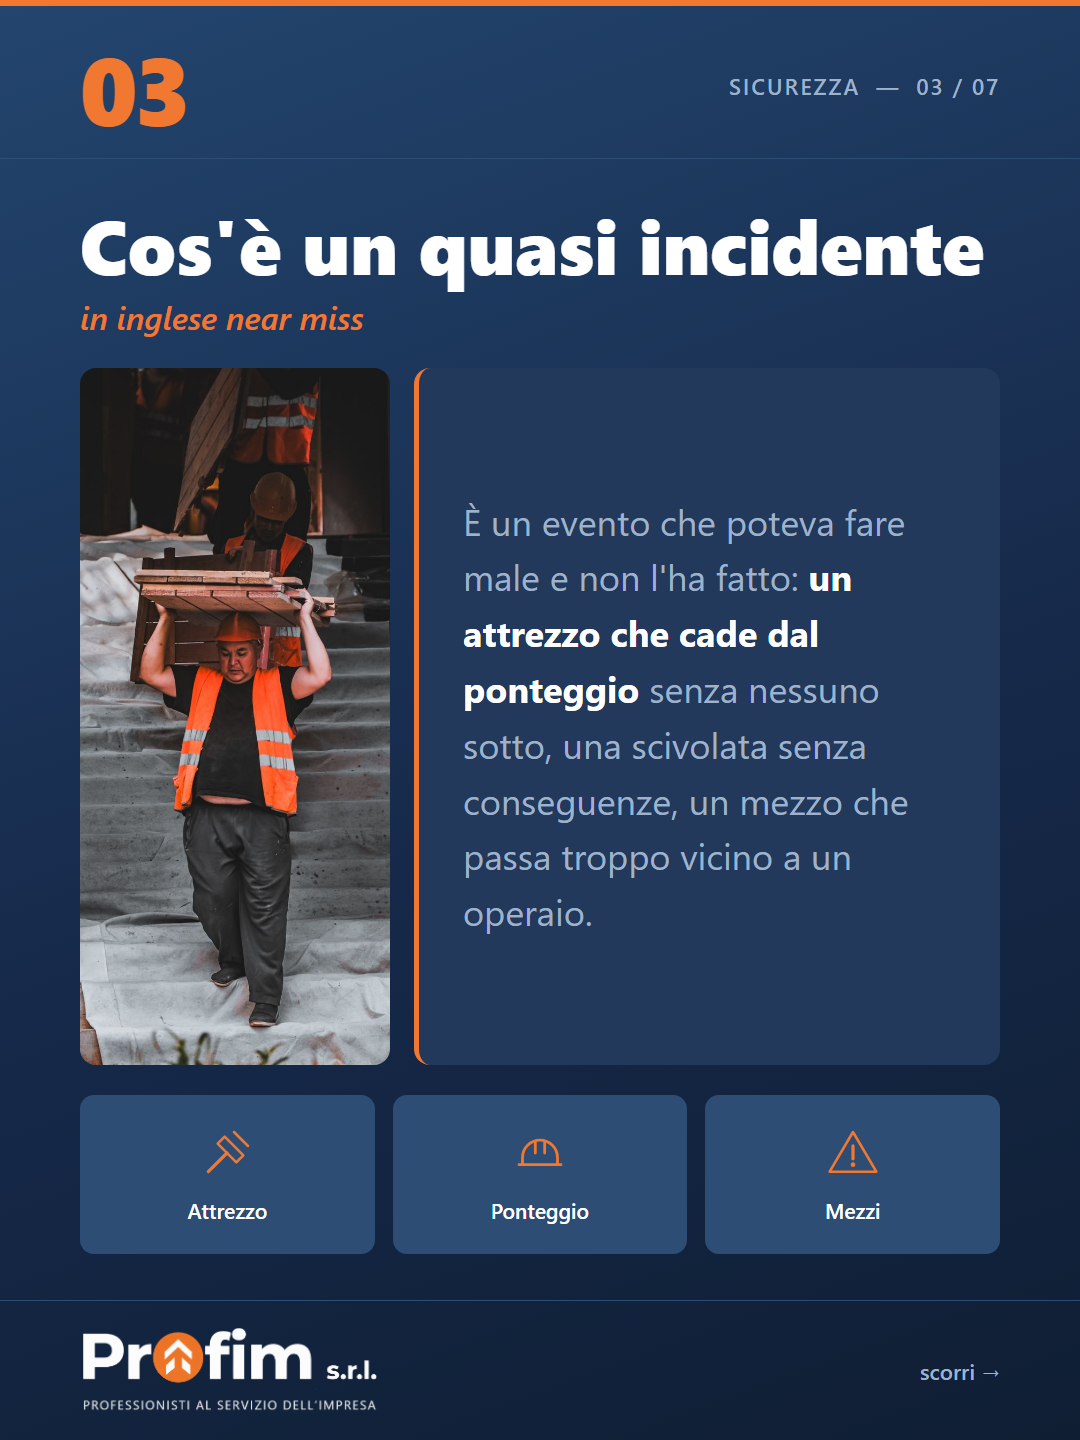 03
SICUREZZA — 03 / 07
Cos'è un quasi incidente
in inglese near miss
È un evento che poteva fare
male e non l'ha fatto: un
attrezzo che cade dal
ponteggio senza nessuno
sotto, una scivolata senza
conseguenze, un mezzo che
passa troppo vicino a un
operaio.
Attrezzo
Ponteggio
Mezzi
Profim s.r.l.
PROFESSIONISTI AL SERVIZIO DELL'IMPRESA
scorri →